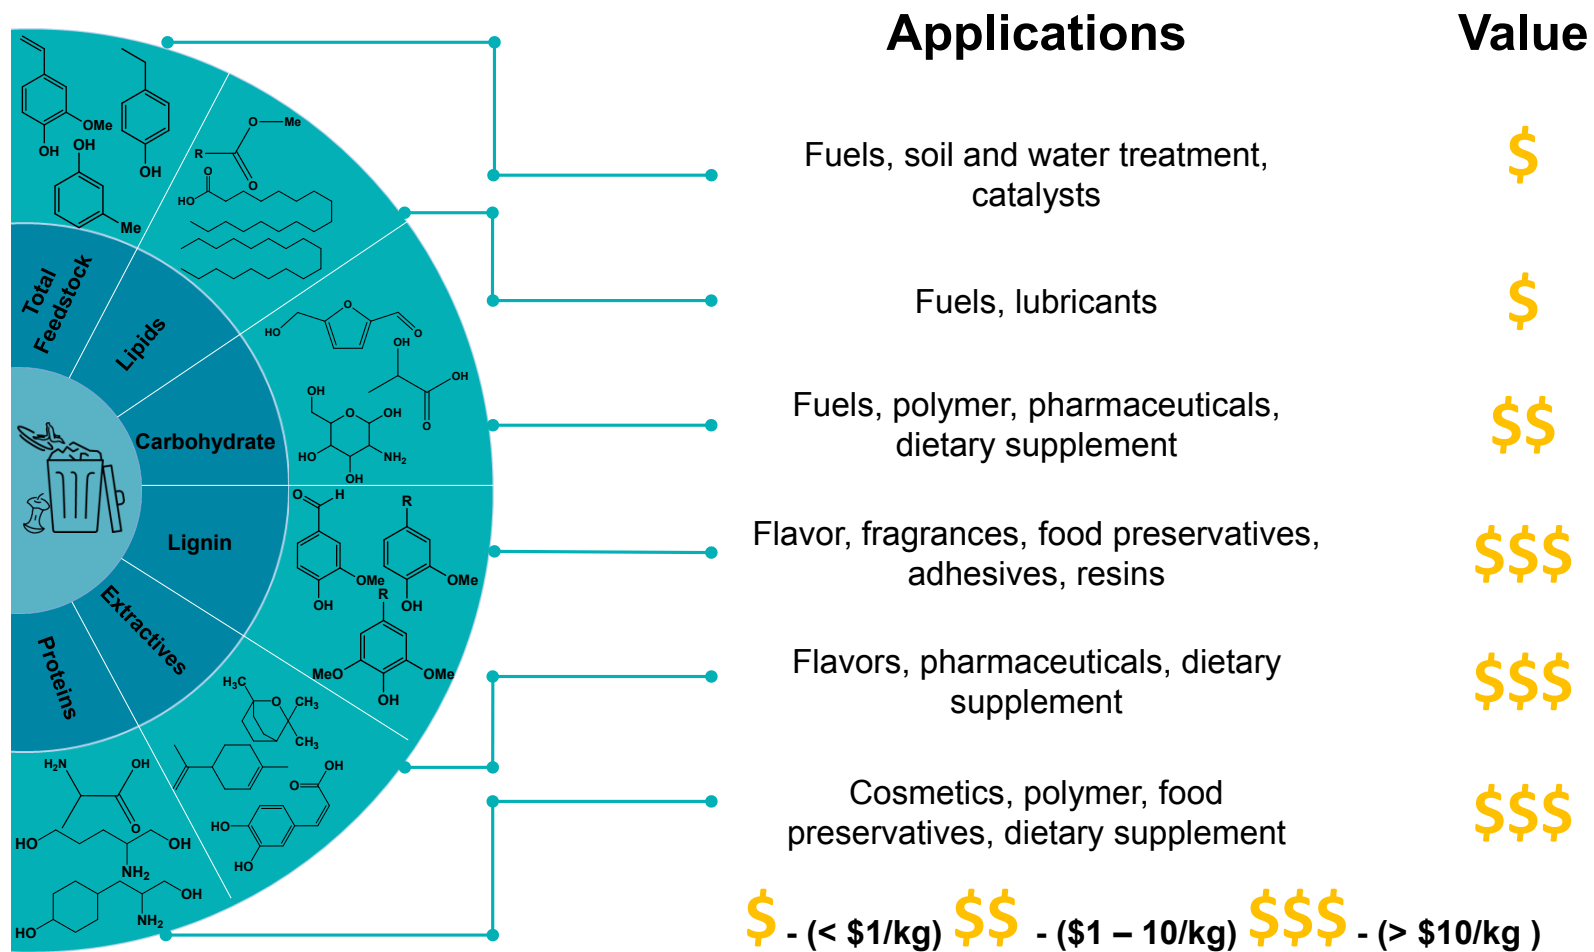 Applications
Value
Fuels, soil and water treatment,
catalysts
$
Fuels, lubricants
$
Fuels, polymer, pharmaceuticals,
dietary supplement
$$
Flavor, fragrances, food preservatives,
adhesives, resins
$$$
Flavors, pharmaceuticals, dietary
supplement
$$$
Cosmetics, polymer, food
preservatives, dietary supplement
$$$
$ - (< $1/kg) $$ - ($1 – 10/kg) $$$ - (> $10/kg )
Total
Feedstock
Lipids
Carbohydrate
Lignin
Extractives
Proteins
OMe
OH
OH
OH
Me
O
Me
R
O
O
HO
O
HO
O
OH
OH
O
OH
O
OH
HO
NH2
OH
O
H
OMe
OH
R
OMe
OH
R
MeO
OMe
OH
H3C
O
CH3
CH3
OH
O
HO
HO
H2N
OH
O
HO
OH
NH2
OH
NH2
HO